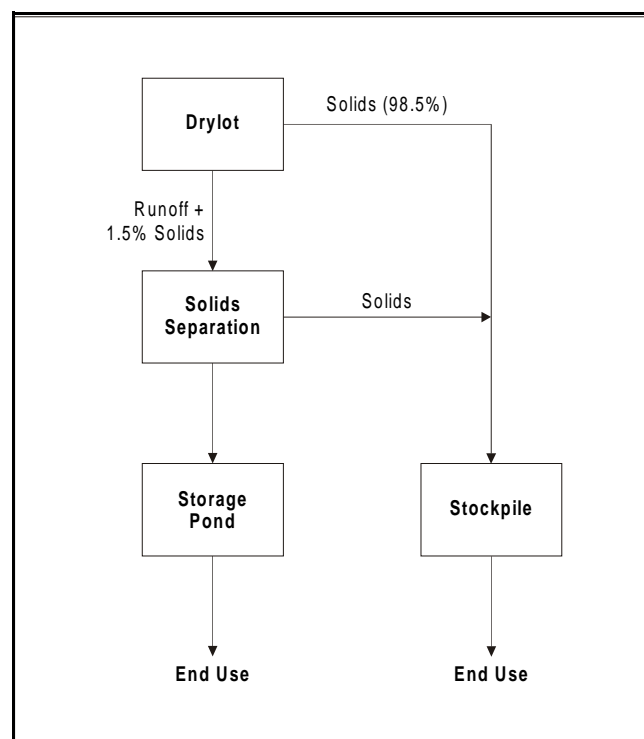 Drylot
Solids (98.5%)
Runoff +
1.5% Solids
Solids
Separation
Solids
Storage
Pond
Stockpile
End Use
End Use